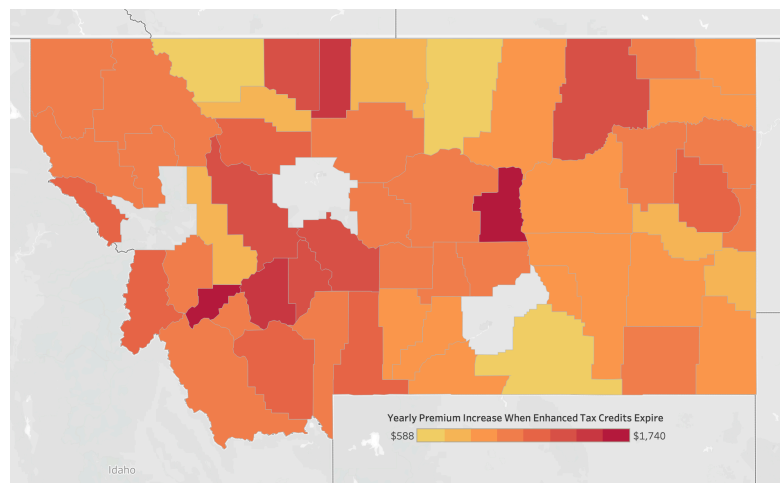 Yearly Premium Increase When Enhanced Tax Credits Expire
$588 $1,740
Idaho